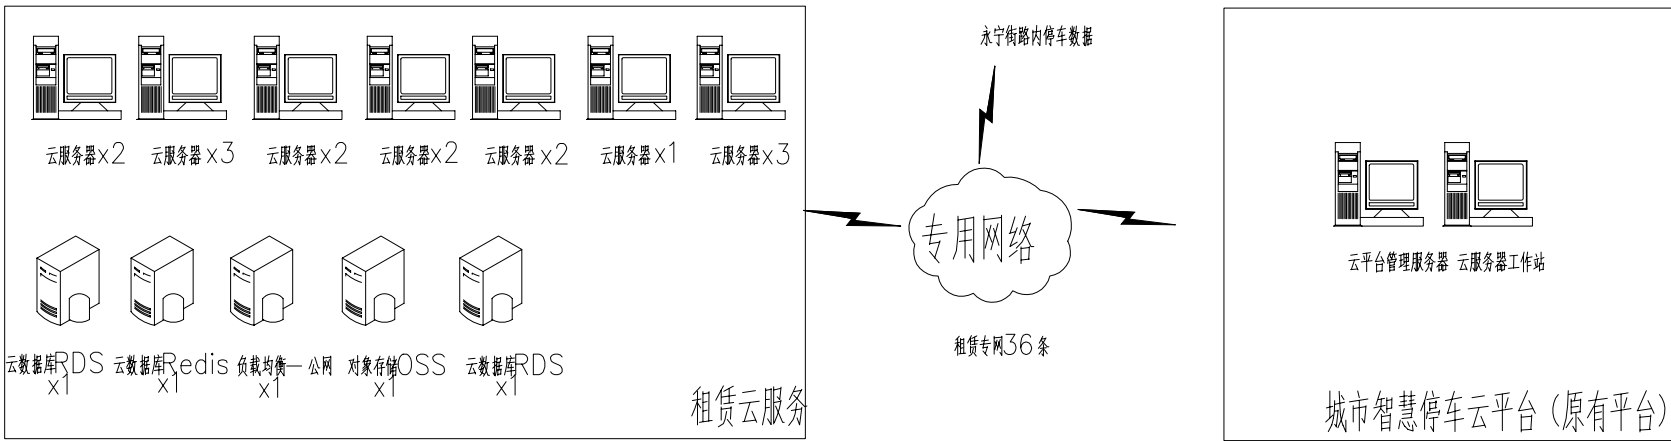 永宁街路内停车数据
云服务器x2 云服务器x3 云服务器x2 云服务器x2 云服务器x2 云服务器x1 云服务器x3
专用网络
云平台管理服务器 云服务器工作站
租赁专网36条
云数据库RDS 云数据库Redis 负载均衡—公网 对象存储OSS 云数据库RDS
x1 x1 x1 x1 x1
租赁云服务
城市智慧停车云平台（原有平台）